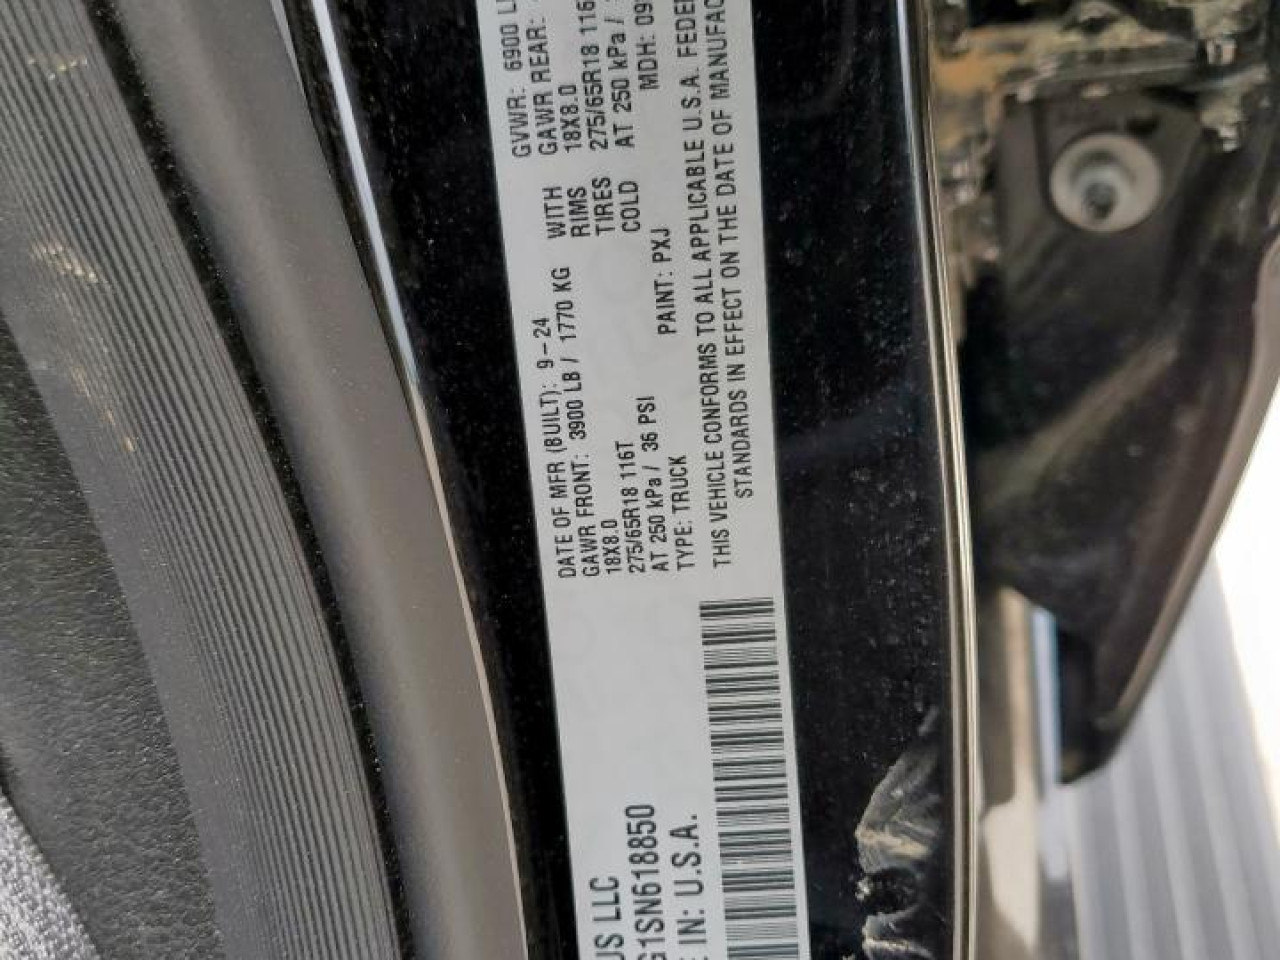 US LLC
G1SN618850
IN: U.S.A.
DATE OF MFR (BUILT): 9-24
GVWR: 6900
GAWR FRONT: 3900 LB / 1770 KG WITH GAWR REAR:
18X8.0 RIMS 18X8.0
275/65R18 116T TIRES 275/65R18 116
AT 250 kPa / 36 PSI COLD AT 250 kPa /
TYPE: TRUCK PAINT: PXJ MDH: 09
THIS VEHICLE CONFORMS TO ALL APPLICABLE U.S.A. FEDE
STANDARDS IN EFFECT ON THE DATE OF MANUFAC